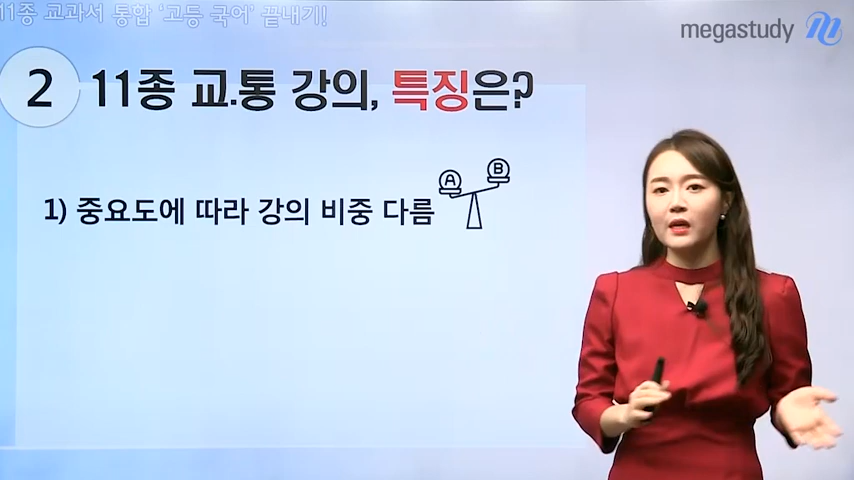 11종 교과서 통합 '고등 국어' 끝내기!
megastudy
2 11종 교.통 강의, 특징은?
1) 중요도에 따라 강의 비중 다름
A B